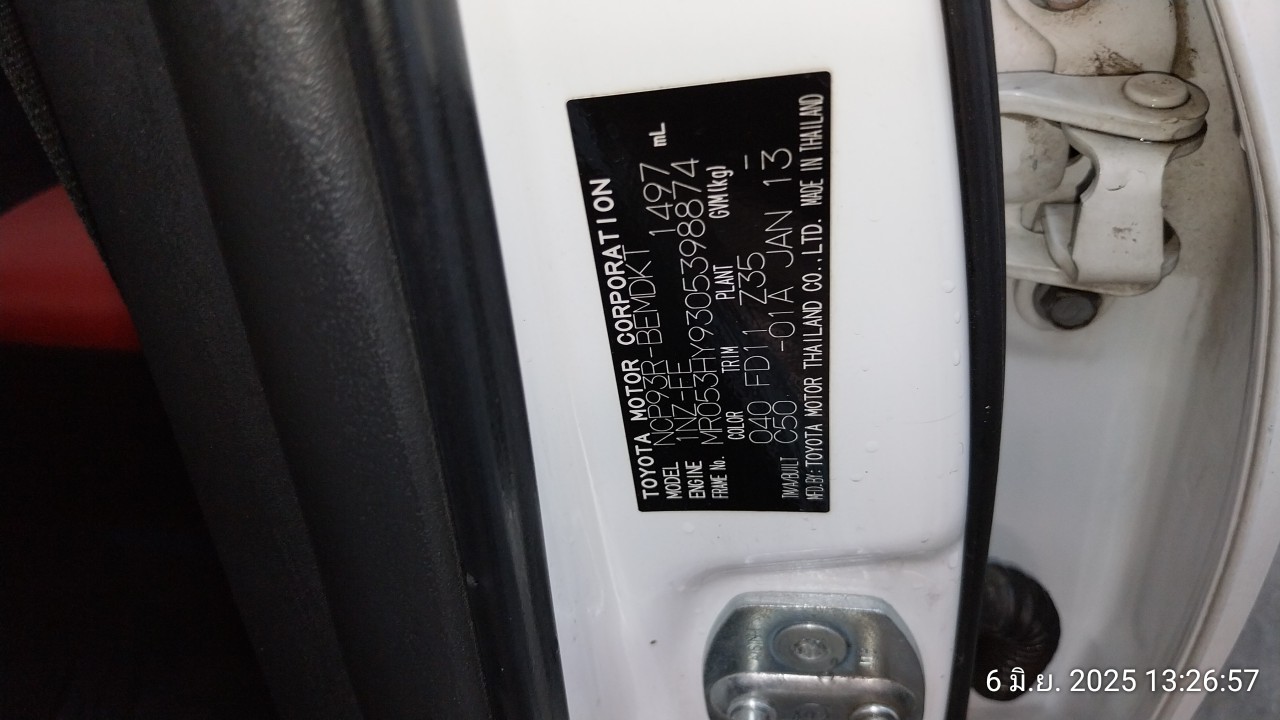 TOYOTA MOTOR CORPORATION
MODEL NCP93R-BEMDKT 1497 mL
ENGINE 1NZ-FE
FRAME No. MR053HY9305398874
COLOR TRIM PLANT GVM(kg)
040 FD11 Z35 —
TM/A/BUILT C50 -01A JAN 13
MFD.BY:TOYOTA MOTOR THAILAND CO.,LTD. MADE IN THAILAND
6 มิ.ย. 2025 13:26:57